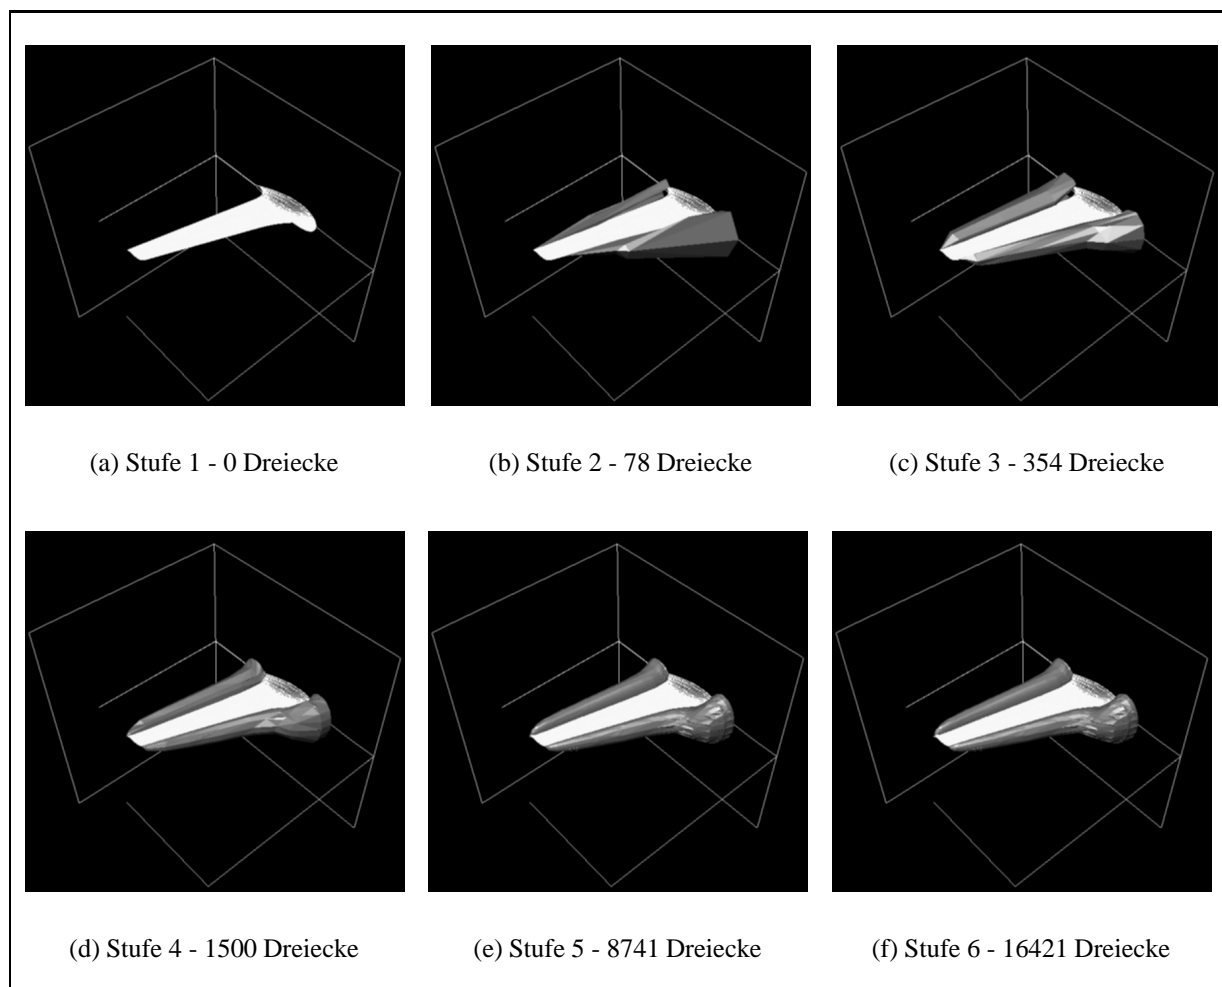 (a) Stufe 1 - 0 Dreiecke
(b) Stufe 2 - 78 Dreiecke
(c) Stufe 3 - 354 Dreiecke
(d) Stufe 4 - 1500 Dreiecke
(e) Stufe 5 - 8741 Dreiecke
(f) Stufe 6 - 16421 Dreiecke